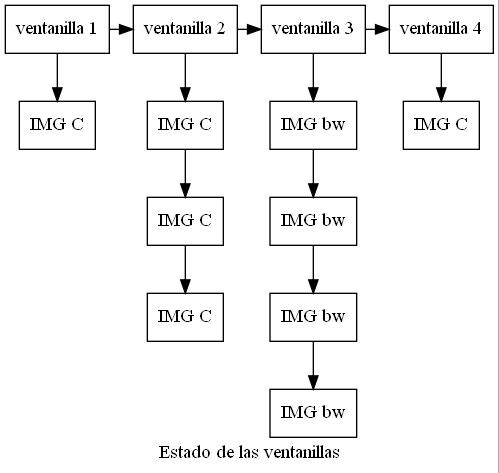 ventanilla 1 ventanilla 2 ventanilla 3 ventanilla 4
IMG C IMG C IMG bw IMG C
IMG C IMG bw
IMG C IMG bw
IMG bw
Estado de las ventanillas